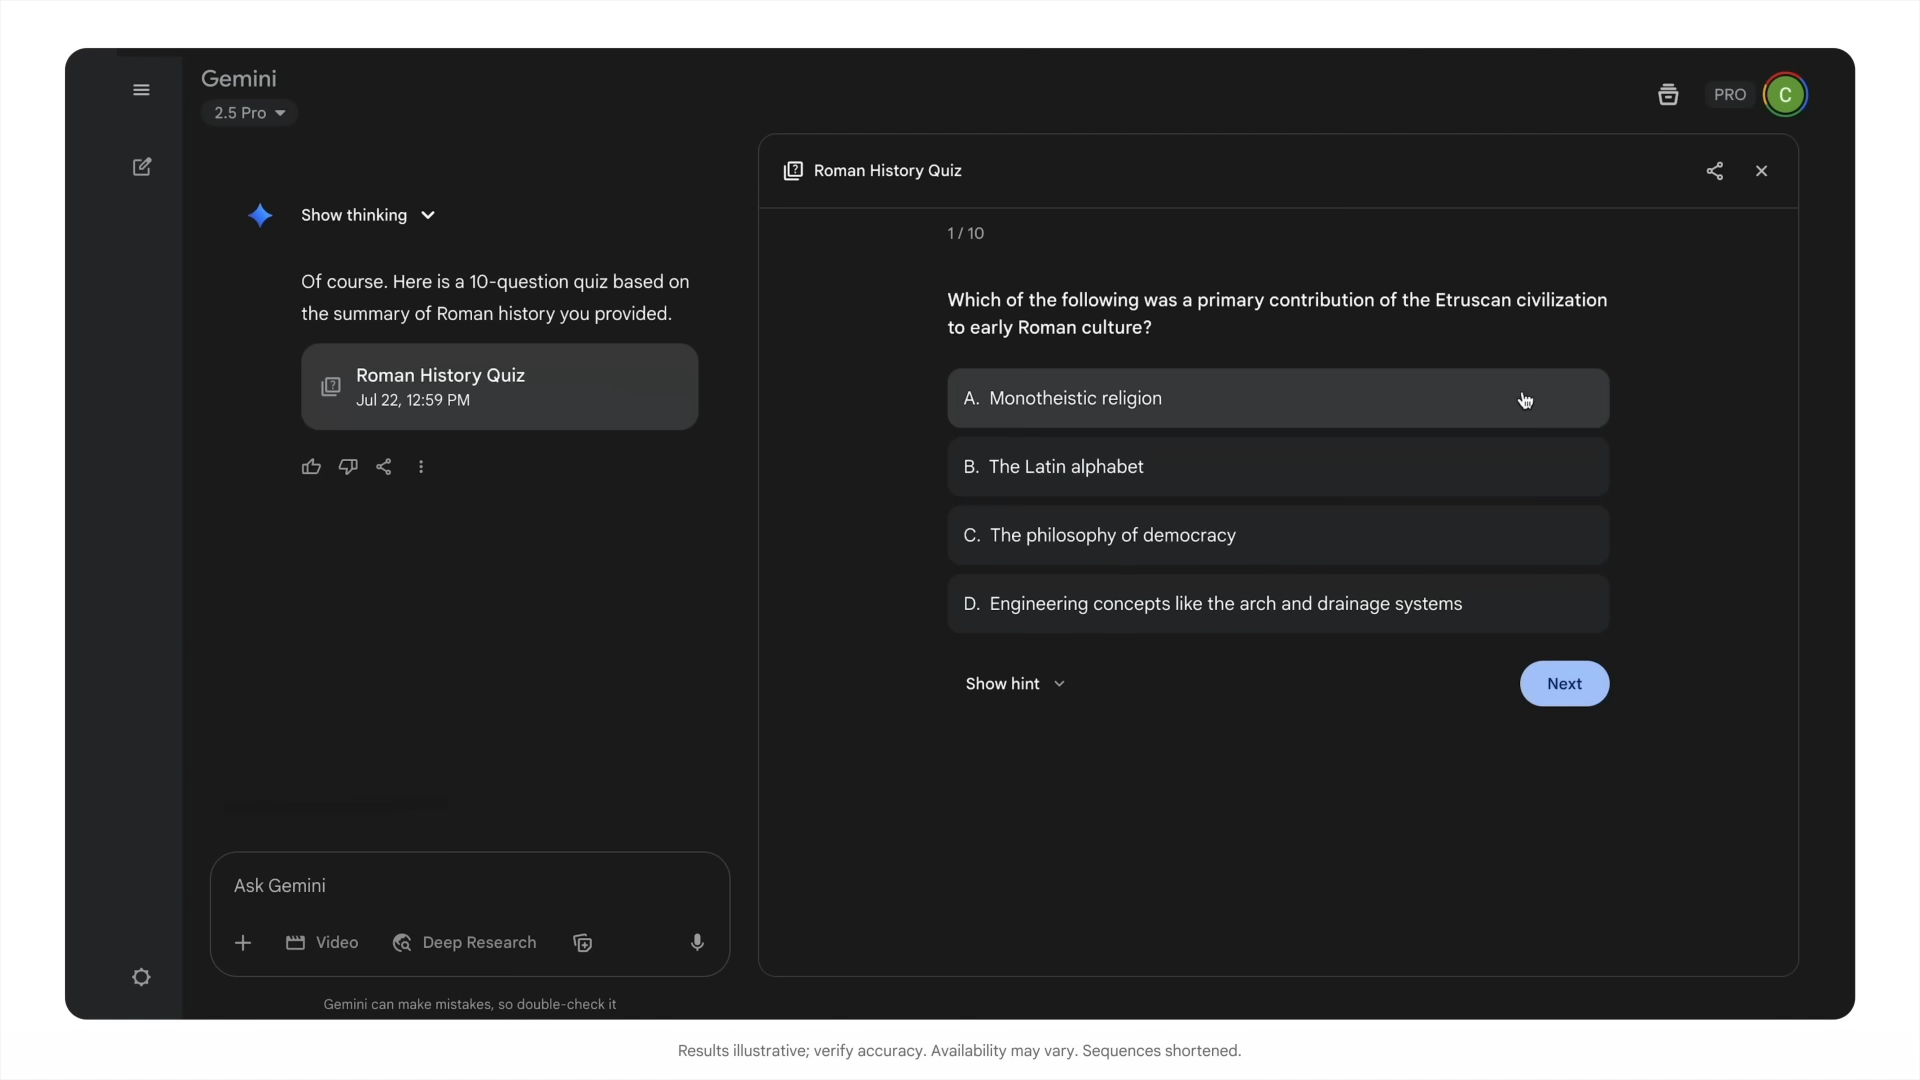 Gemini
2.5 Pro
PRO
C
Show thinking
Of course. Here is a 10-question quiz based on
the summary of Roman history you provided.
Roman History Quiz
Jul 22, 12:59 PM
Ask Gemini
Video
Deep Research
Gemini can make mistakes, so double-check it
Roman History Quiz
1 / 10
Which of the following was a primary contribution of the Etruscan civilization
to early Roman culture?
A. Monotheistic religion
B. The Latin alphabet
C. The philosophy of democracy
D. Engineering concepts like the arch and drainage systems
Show hint
Next
Results illustrative; verify accuracy. Availability may vary. Sequences shortened.